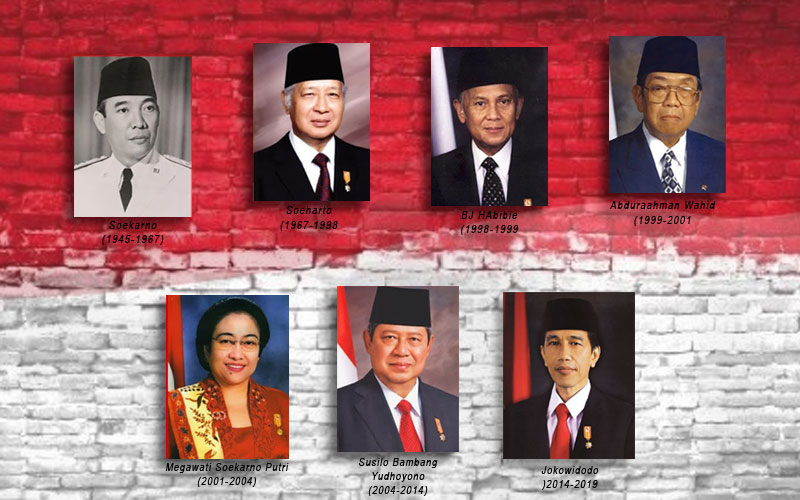 Soekarno
(1945-1967)
Soeharto
(1967-1998
BJ HAbibie
(1998-1999
Abduraahman Wahid
(1999-2001
Megawati Soekarno Putri
(2001-2004)
Susilo Bambang
Yudhoyono
(2004-2014)
Jokowidodo
)2014-2019